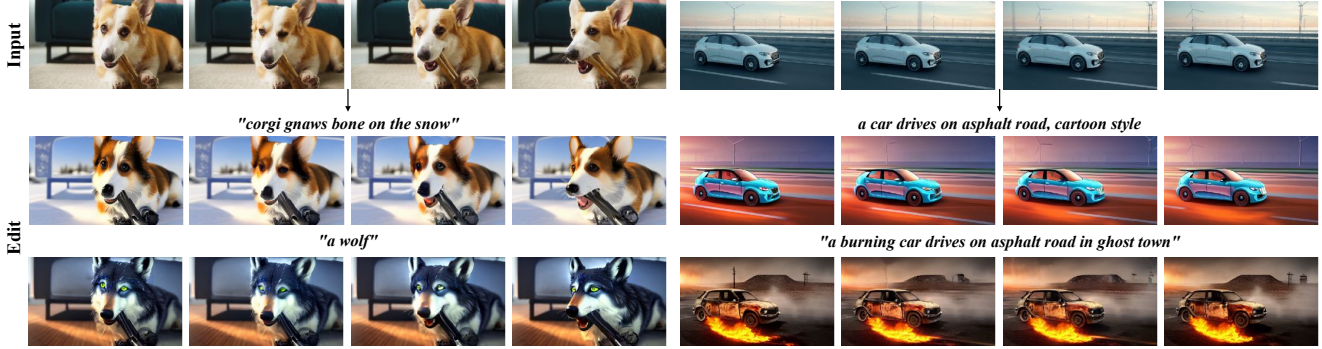 Input
"corgi gnaws bone on the snow"
a car drives on asphalt road, cartoon style
Edit
"a wolf"
"a burning car drives on asphalt road in ghost town"